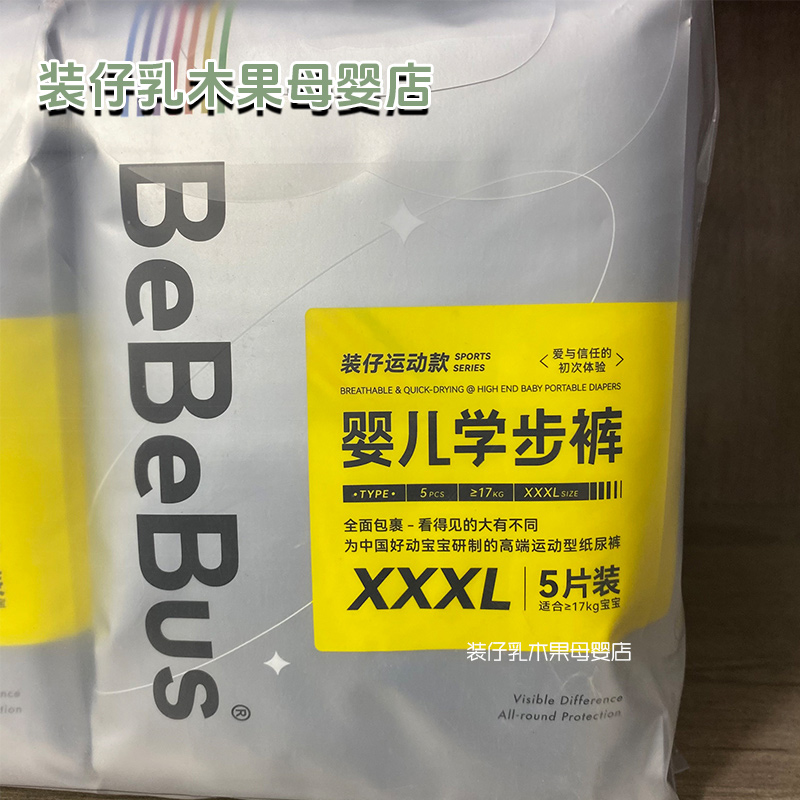 装仔乳木果母婴店
BeBeBus®
装仔运动款 SPORTS SERIES
<爱与信任的初次体验>
BREATHABLE & QUICK-DRYING @ HIGH END BABY PORTABLE DIAPERS
婴儿学步裤
•TYPE• 5PCS ≥17KG XXXLSIZE
全面包裹-看得见的大有不同
为中国好动宝宝研制的高端运动型纸尿裤
XXXL 5片装
适合≥17kg宝宝
装仔乳木果母婴店
Visible Difference
All-round Protection